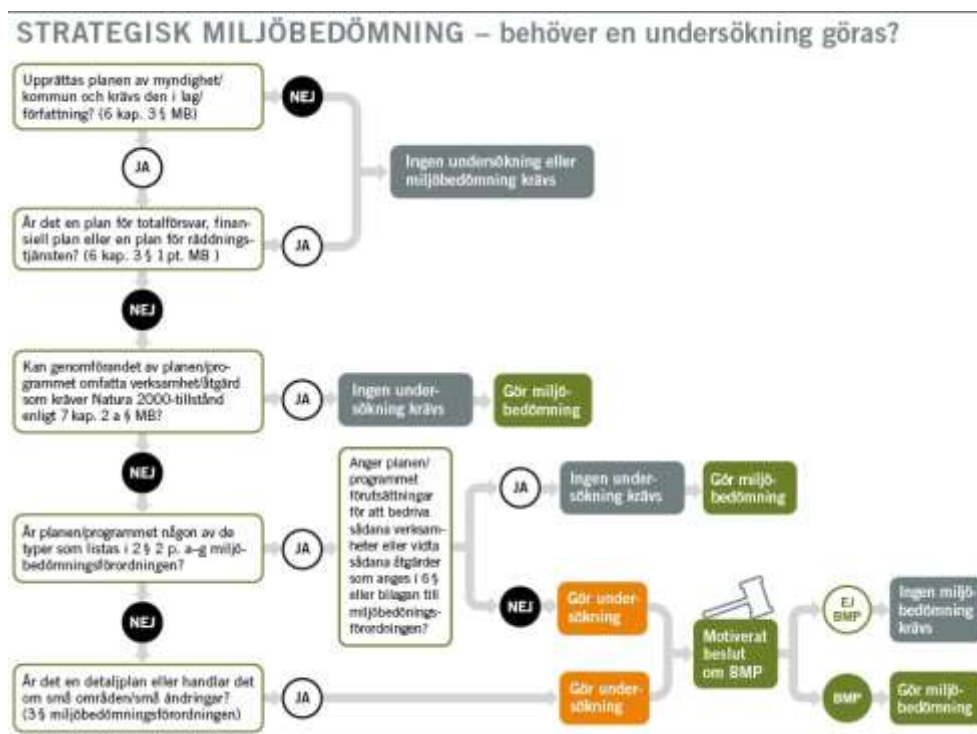 STRATEGISK MILJÖBEDÖMNING – behöver en undersökning göras?
Upprättas planen av myndighet/
kommun och krävs den i lag/
författning? (6 kap. 3 § MB)
NEJ
JA
Ingen undersökning eller
miljöbedömning krävs
Är det en plan för totalförsvar, finan-
siell plan eller en plan för räddnings-
tjänsten? (6 kap. 3 § 1 pt. MB )
JA
NEJ
Kan genomförandet av planen/pro-
grammet omfatta verksamhet/åtgärd
som kräver Natura 2000-tillstånd
enligt 7 kap. 2 a § MB?
JA
Ingen under-
sökning krävs
Gör miljö-
bedömning
NEJ
Är planen/programmet någon av de
typer som listas i 2 § 2 p. a–g miljö-
bedömningsförordningen?
JA
Anger planen/
programmet
förutsättningar
för att bedriva
sådana verksam-
heter eller vidta
sådana åtgärder
som anges i 6 §
eller bilagan till
miljöbedönings-
förordningen?
JA
Ingen under-
sökning krävs
Gör miljö-
bedömning
NEJ
Gör under-
sökning
Motiverat
beslut
om BMP
EJ
BMP
Ingen miljö-
bedömning
krävs
NEJ
Är det en detaljplan eller handlar det
om små områden/små ändringar?
(3 § miljöbedömningsförordningen)
JA
Gör under-
sökning
BMP
Gör miljö-
bedömning